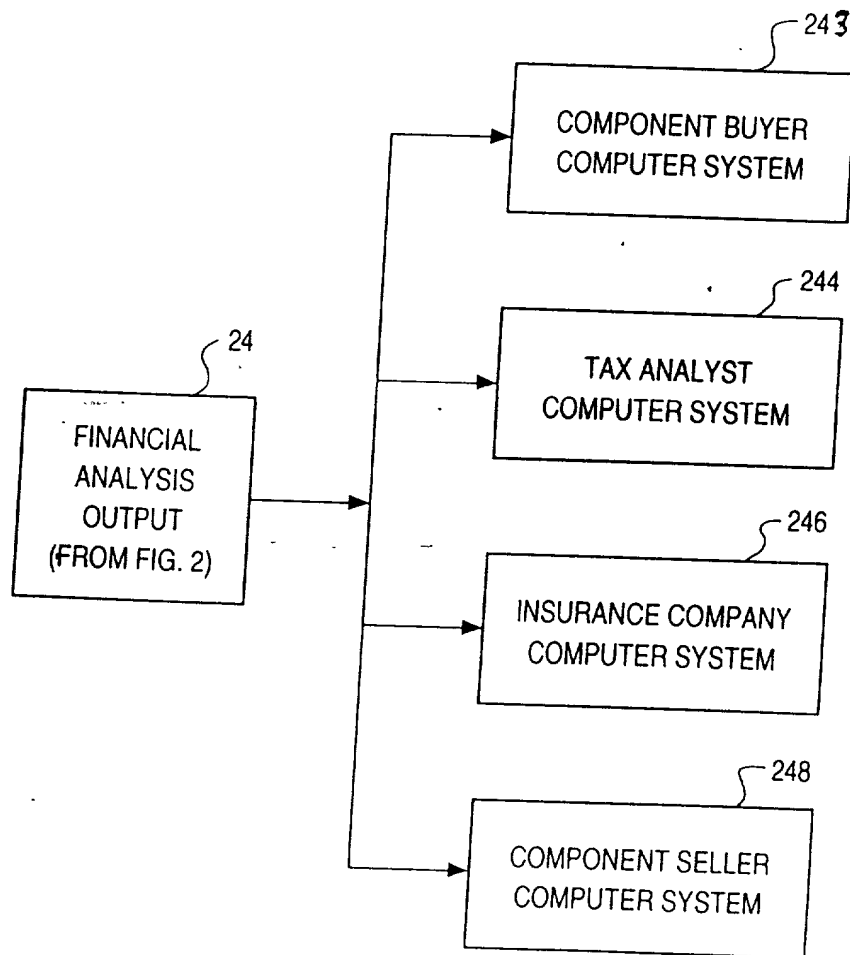 243
COMPONENT BUYER
COMPUTER SYSTEM
244
TAX ANALYST
COMPUTER SYSTEM
24
FINANCIAL
ANALYSIS
OUTPUT
(FROM FIG. 2)
246
INSURANCE COMPANY
COMPUTER SYSTEM
248
COMPONENT SELLER
COMPUTER SYSTEM